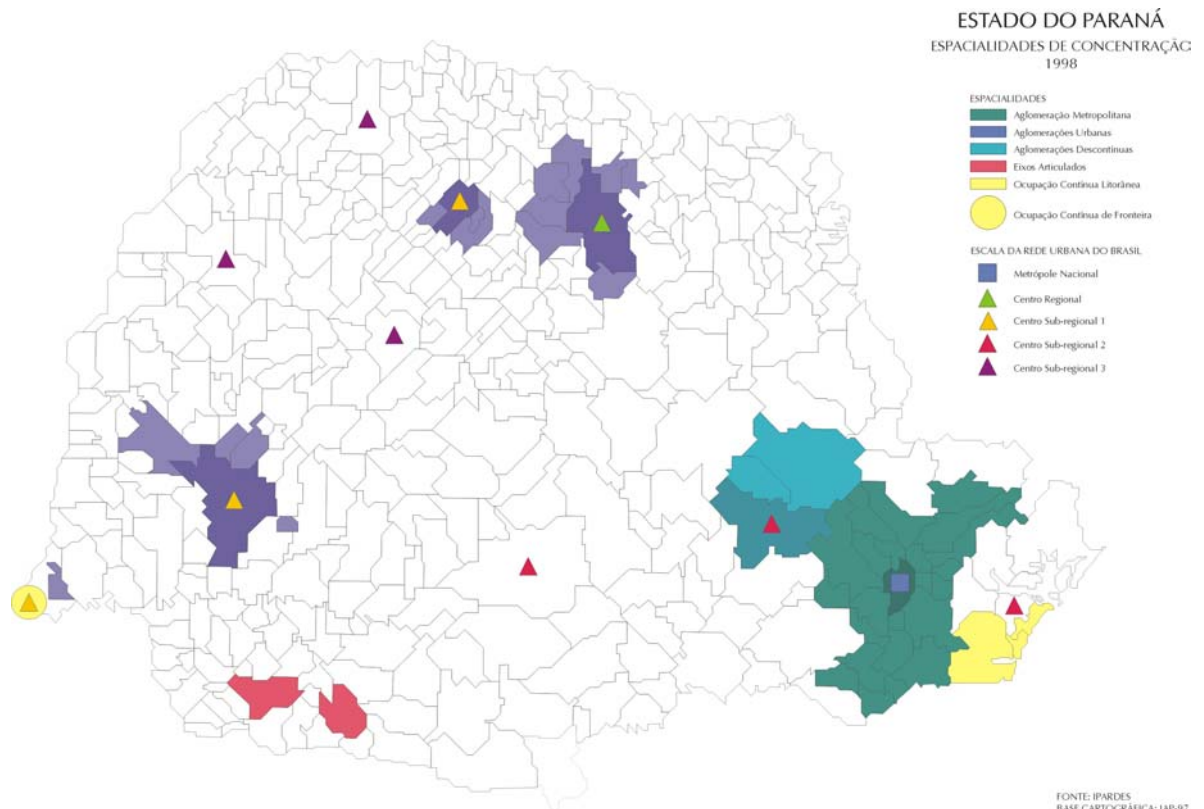 ESTADO DO PARANÁ
ESPACIALIDADES DE CONCENTRAÇÃO
1998
ESPACIALIDADES
Aglomeração Metropolitana
Aglomerações Urbanas
Aglomerações Descontínuas
Eixos Articulados
Ocupação Contínua Litorânea
Ocupação Contínua de Fronteira
ESCALA DA REDE URBANA DO BRASIL
Metrópole Nacional
Centro Regional
Centro Sub-regional 1
Centro Sub-regional 2
Centro Sub-regional 3
FONTE: IPARDES
BASE CARTOGRÁFICA: IAP-97